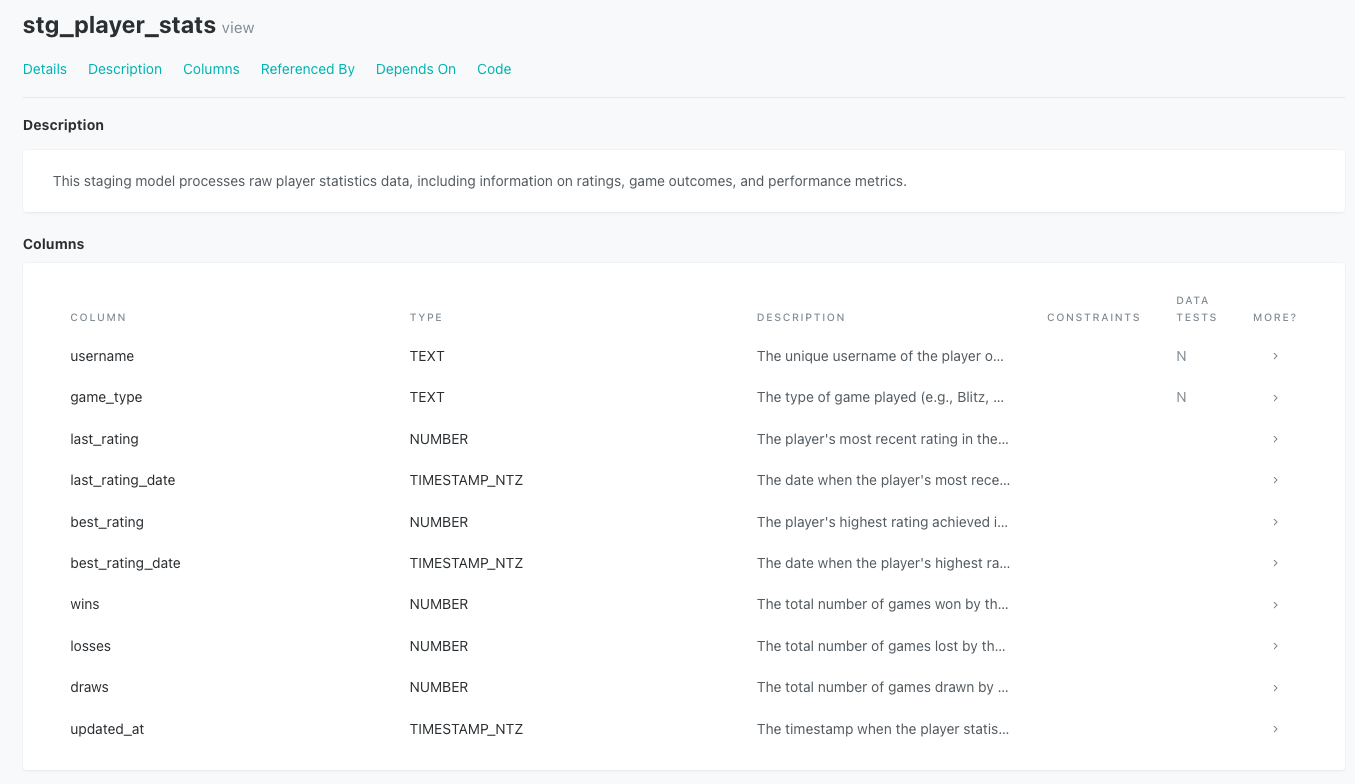 stg_player_stats view
Details Description Columns Referenced By Depends On Code
Description
This staging model processes raw player statistics data, including information on ratings, game outcomes, and performance metrics.
Columns
COLUMN TYPE DESCRIPTION CONSTRAINTS DATA TESTS MORE?
username TEXT The unique username of the player o... N ›
game_type TEXT The type of game played (e.g., Blitz, ... N ›
last_rating NUMBER The player's most recent rating in the... ›
last_rating_date TIMESTAMP_NTZ The date when the player's most rece... ›
best_rating NUMBER The player's highest rating achieved i... ›
best_rating_date TIMESTAMP_NTZ The date when the player's highest ra... ›
wins NUMBER The total number of games won by th... ›
losses NUMBER The total number of games lost by th... ›
draws NUMBER The total number of games drawn by ... ›
updated_at TIMESTAMP_NTZ The timestamp when the player statis... ›